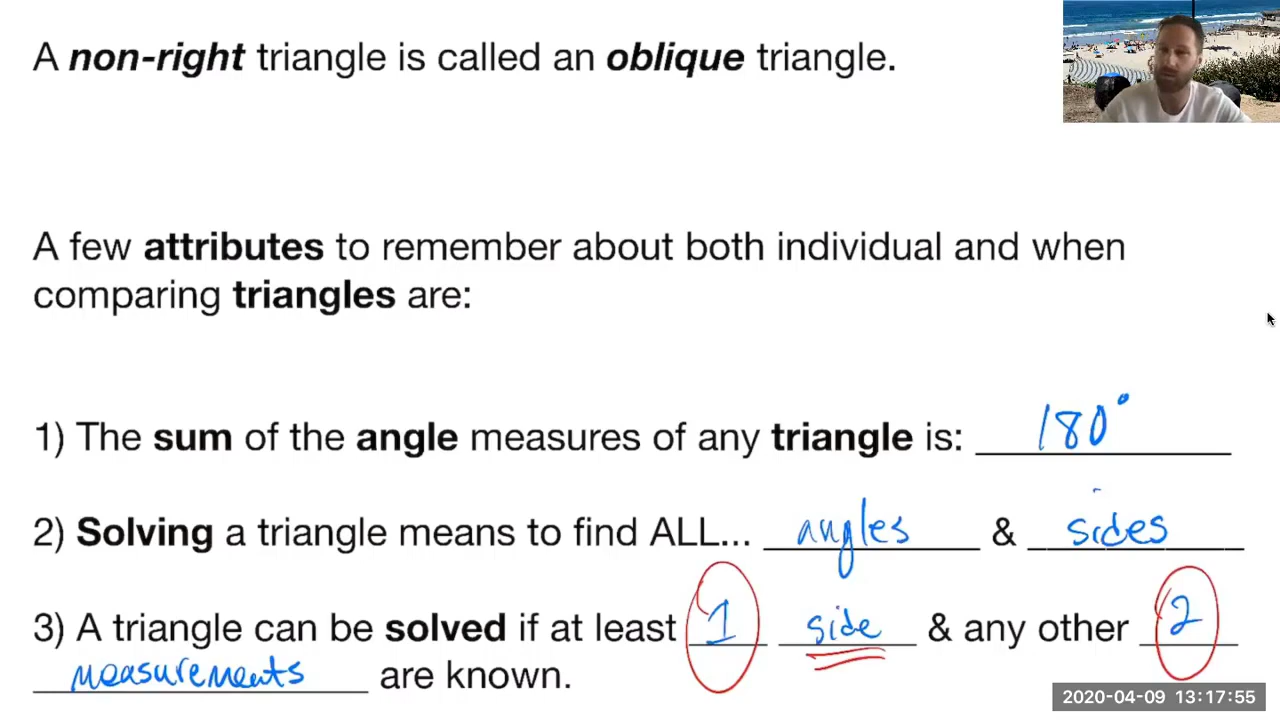 A non-right triangle is called an oblique triangle.
A few attributes to remember about both individual and when
comparing triangles are:
1) The sum of the angle measures of any triangle is: 180°
2) Solving a triangle means to find ALL... angles & sides
3) A triangle can be solved if at least 1 side & any other 2
measurements are known.
2020-04-09 13:17:55